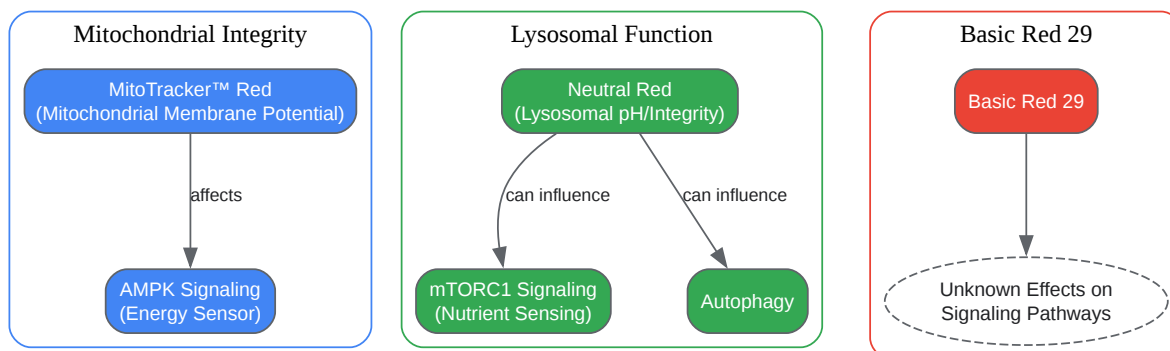 Mitochondrial Integrity
MitoTracker™ Red
(Mitochondrial Membrane Potential)
affects
AMPK Signaling
(Energy Sensor)
Lysosomal Function
Neutral Red
(Lysosomal pH/Integrity)
can influence
can influence
mTORC1 Signaling
(Nutrient Sensing)
Autophagy
Basic Red 29
Basic Red 29
Unknown Effects on
Signaling Pathways